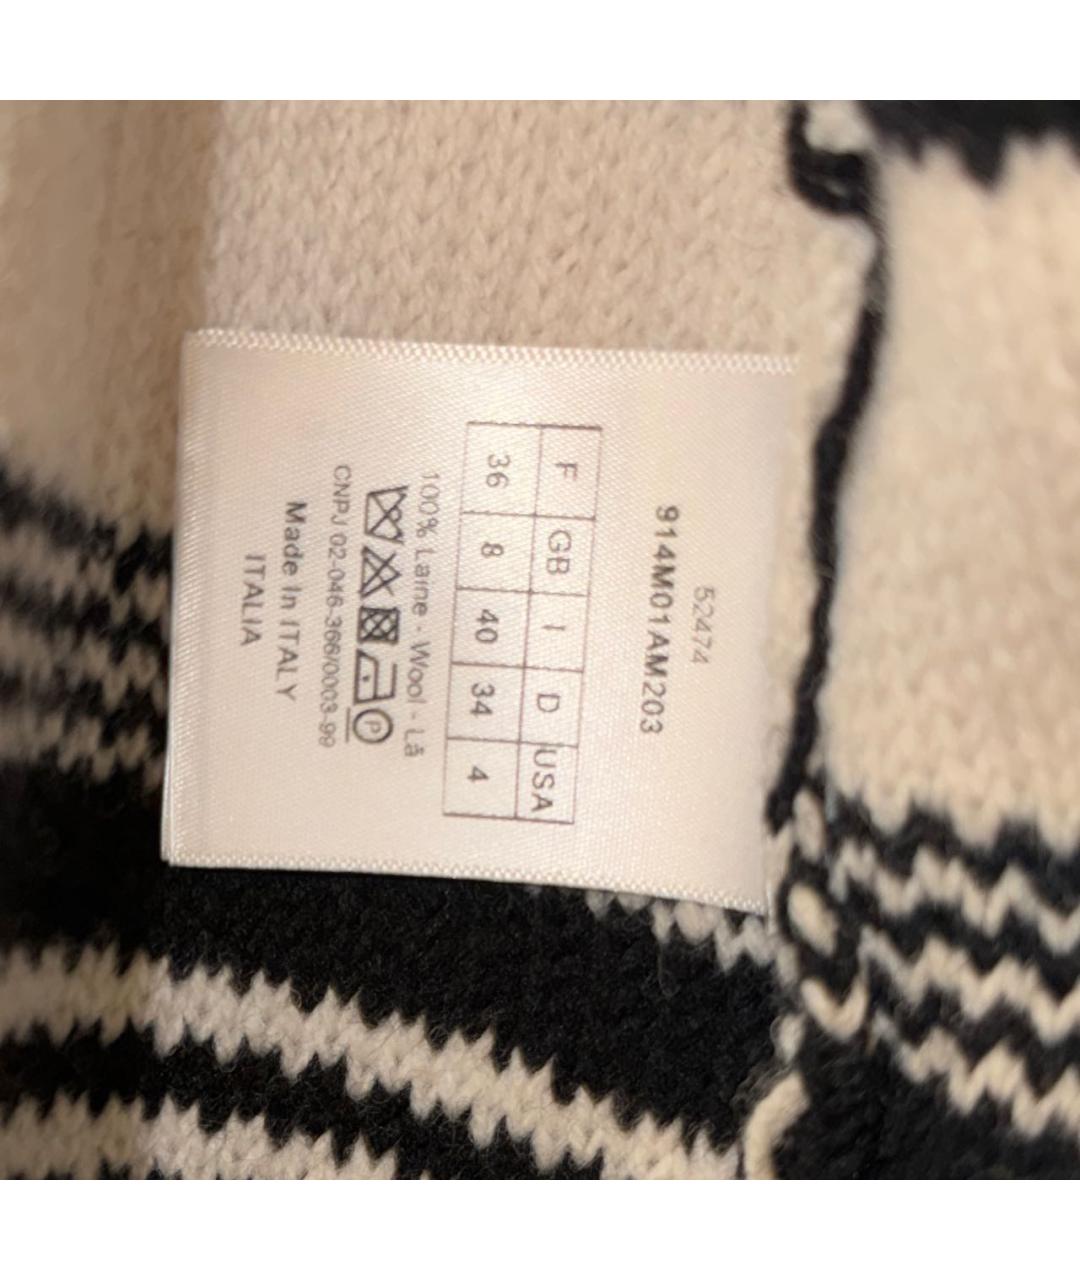 52474
914M01AM203
F GB I D USA
36 8 40 34 4
100% Laine - Wool - Lã
P
CNPJ 02-046-366/0003-99
Made In ITALY
ITALIA